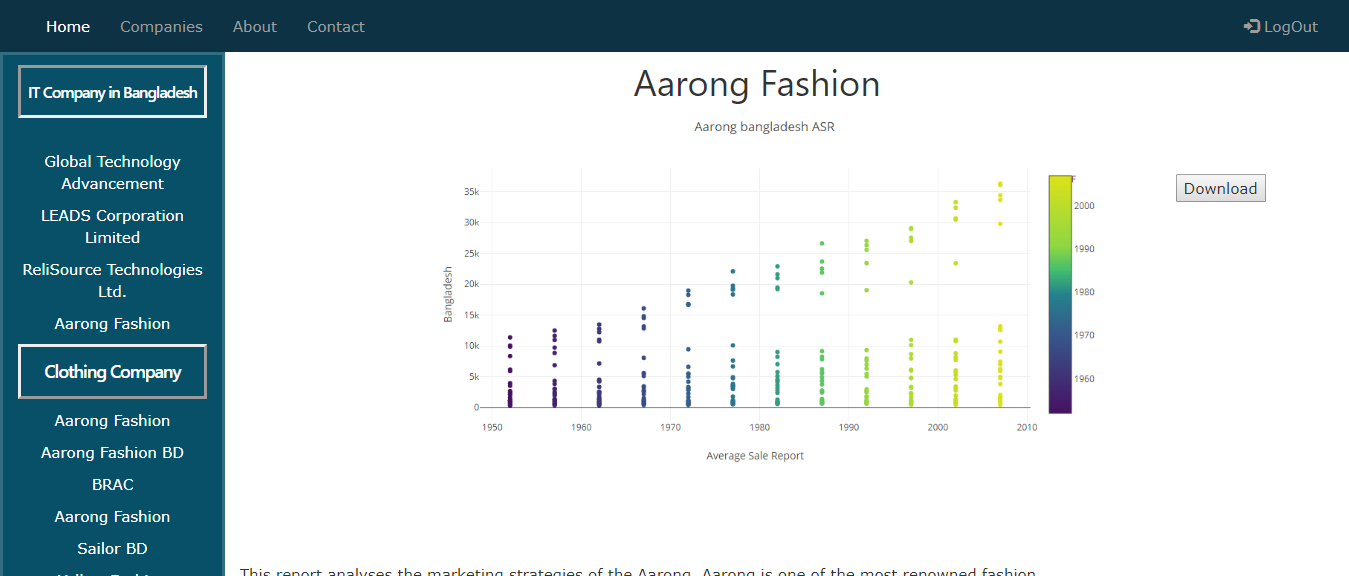 Home Companies About Contact LogOut
IT Company in Bangladesh
Global Technology
Advancement
LEADS Corporation
Limited
ReliSource Technologies
Ltd.
Aarong Fashion
Clothing Company
Aarong Fashion
Aarong Fashion BD
BRAC
Aarong Fashion
Sailor BD
Aarong Fashion
Aarong bangladesh ASR
Download
Bangladesh
35k
30k
25k
20k
15k
10k
5k
0
1950 1960 1970 1980 1990 2000 2010
Average Sale Report
2000
1990
1980
1970
1960
This report analyses the marketing strategies of the Aarong. Aarong is one of the most renowned fashion